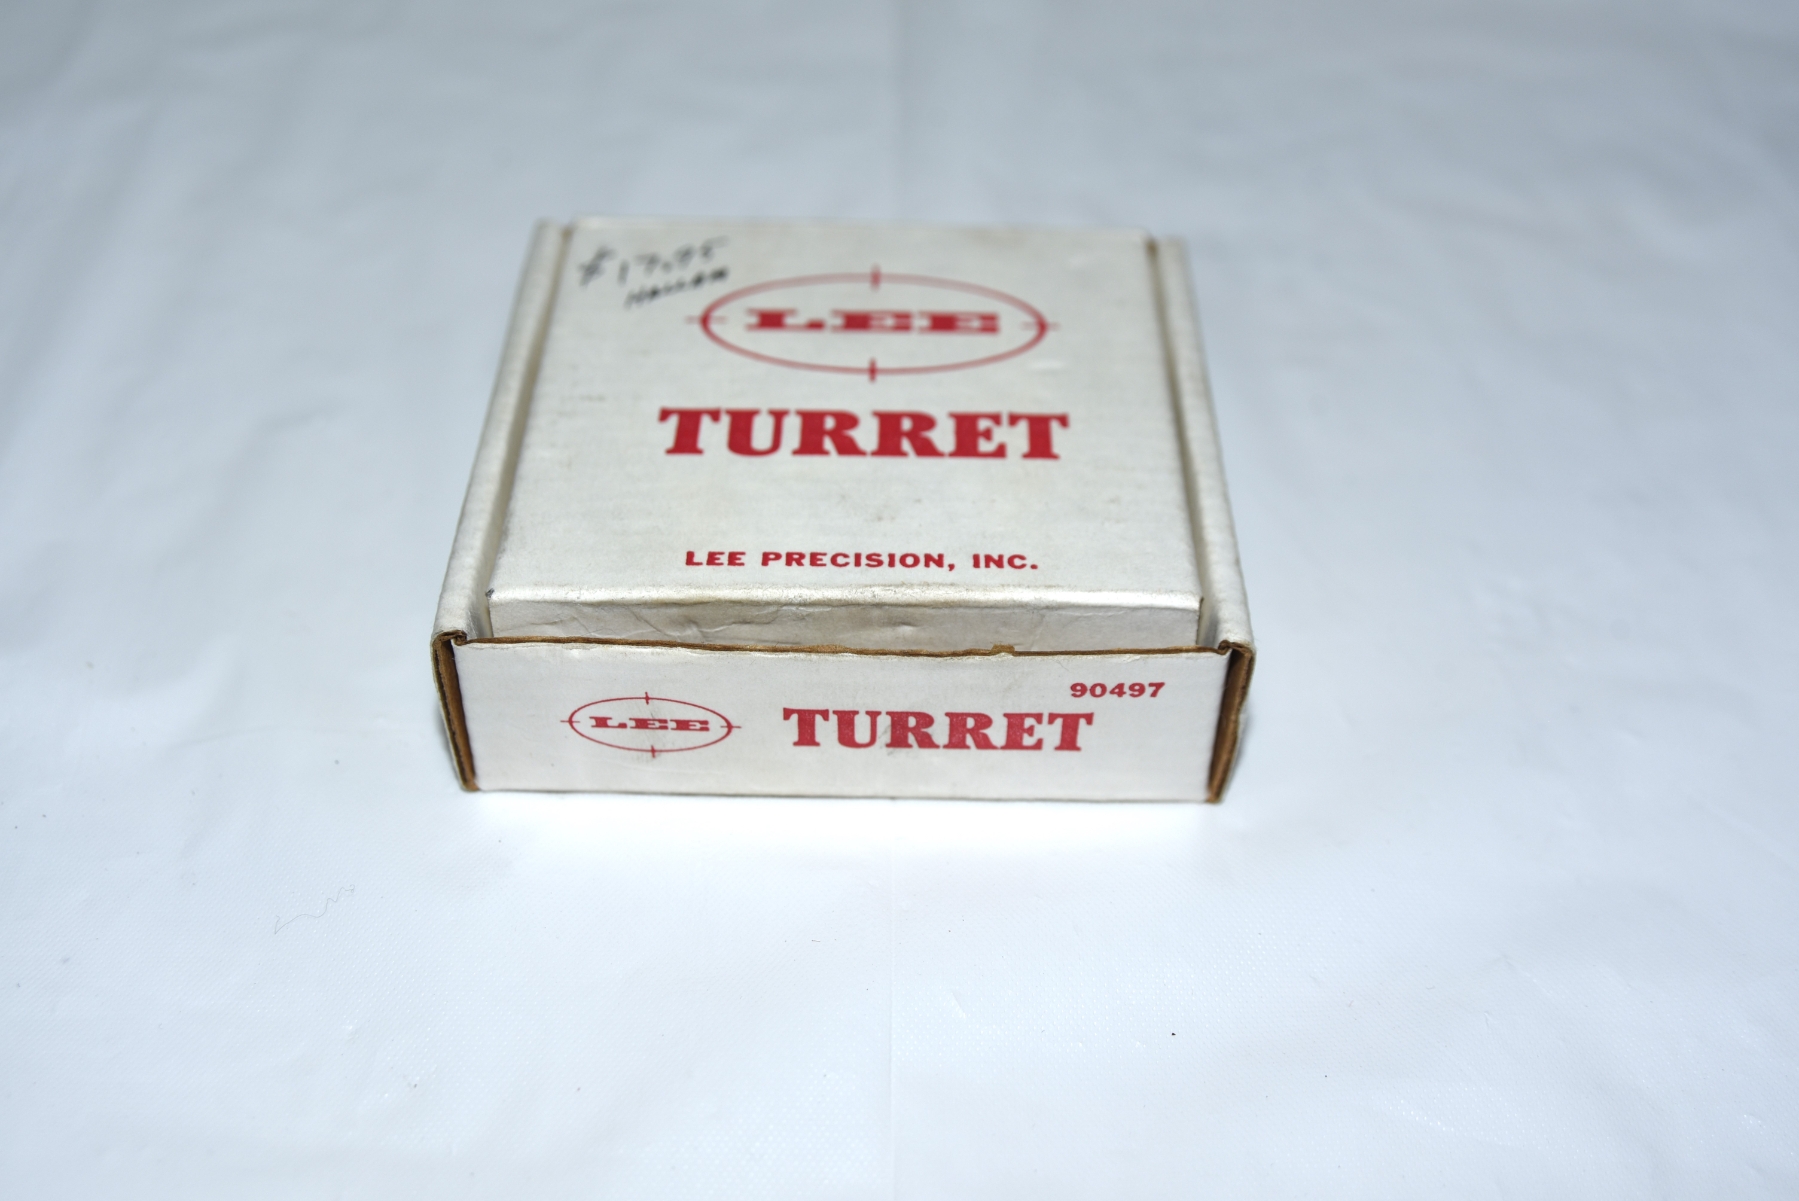 $17.95
LEE
TURRET
LEE PRECISION, INC.
LEE
TURRET
90497